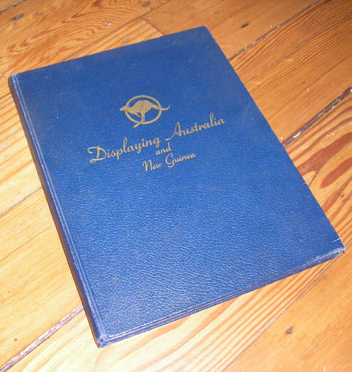 Displaying Australia
and
New Guinea